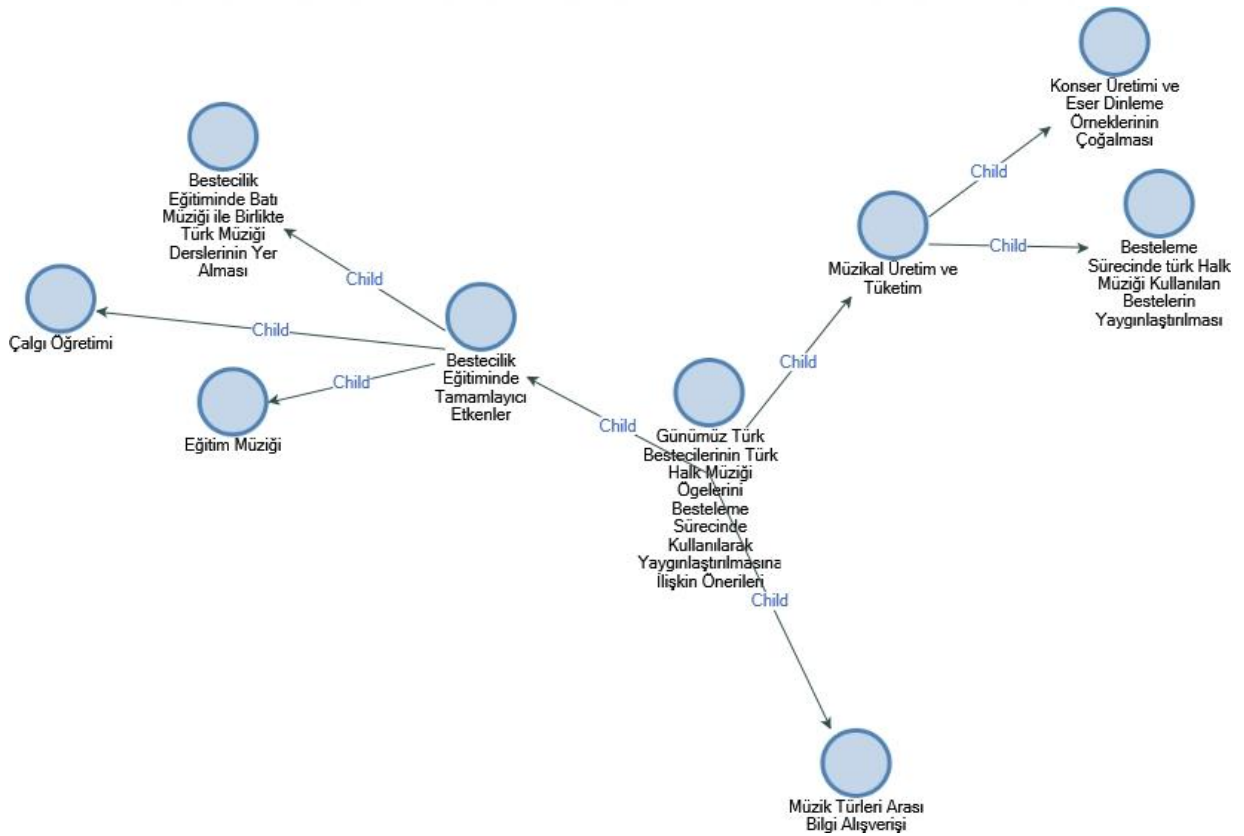 Konser Üretimi ve
Eser Dinleme
Örneklerinin
Çoğalması
Child
Bestecilik
Eğitiminde Batı
Müziği ile Birlikte
Türk Müziği
Derslerinin Yer
Alması
Child
Müzikal Üretim ve
Tüketim
Child
Besteleme
Sürecinde türk Halk
Müziği Kullanılan
Bestelerin
Yaygınlaştırılması
Çalgı Öğretimi
Child
Child
Eğitim Müziği
Bestecilik
Eğitiminde
Tamamlayıcı
Etkenler
Child
Child
Günümüz Türk
Bestecilerinin Türk
Halk Müziği
Ögelerini
Besteleme
Sürecinde
Kullanılarak
Yaygınlaştırılmasına
İlişkin Önerileri
Child
Müzik Türleri Arası
Bilgi Alışverişi